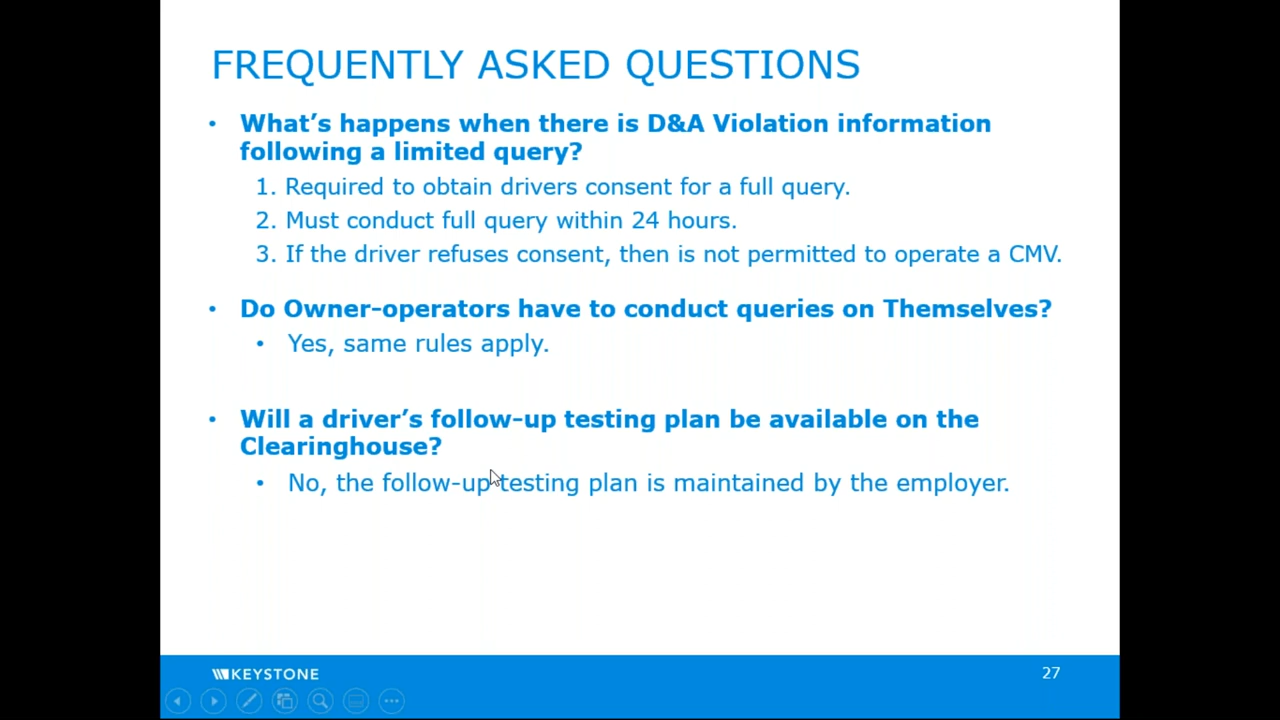 FREQUENTLY ASKED QUESTIONS
• What's happens when there is D&A Violation information
following a limited query?
1. Required to obtain drivers consent for a full query.
2. Must conduct full query within 24 hours.
3. If the driver refuses consent, then is not permitted to operate a CMV.
• Do Owner-operators have to conduct queries on Themselves?
• Yes, same rules apply.
• Will a driver's follow-up testing plan be available on the
Clearinghouse?
• No, the follow-up testing plan is maintained by the employer.
KEYSTONE
27